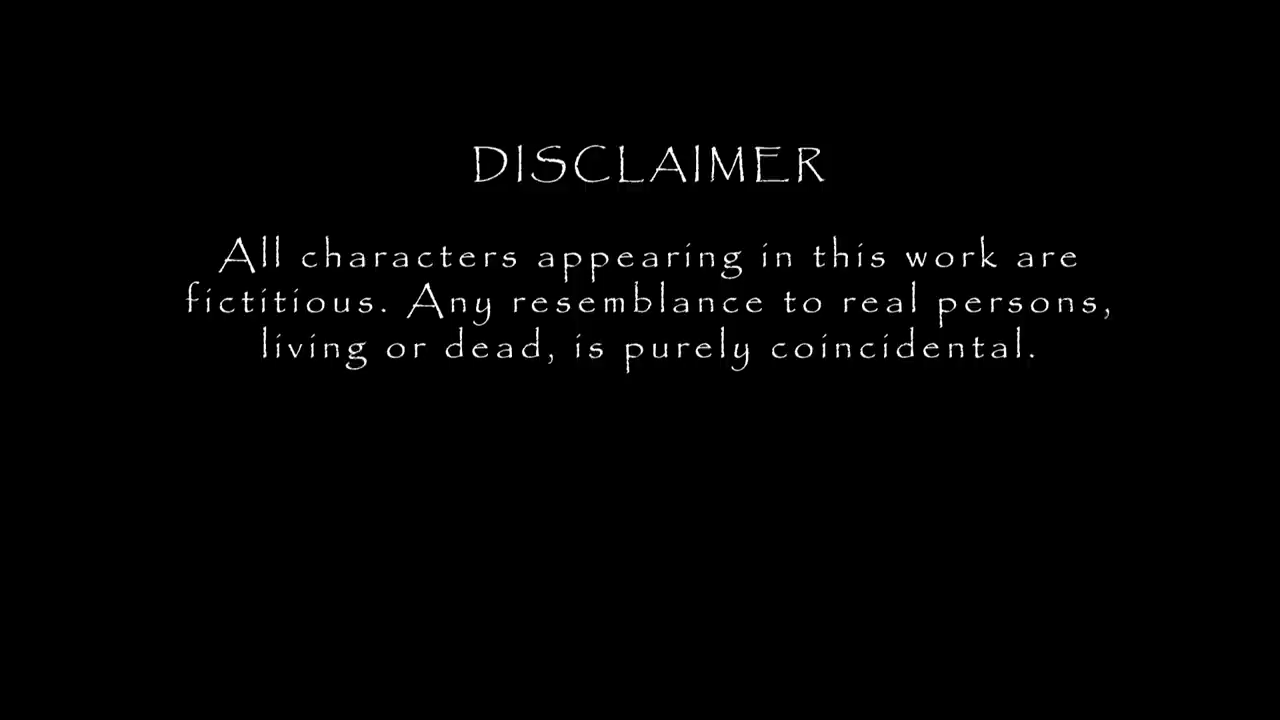 DISCLAIMER
All characters appearing in this work are
fictitious. Any resemblance to real persons,
living or dead, is purely coincidental.